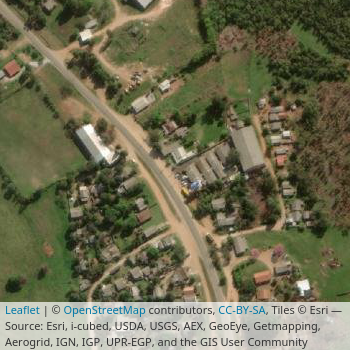 Leaflet | © OpenStreetMap contributors, CC-BY-SA, Tiles © Esri —
Source: Esri, i-cubed, USDA, USGS, AEX, GeoEye, Getmapping,
Aerogrid, IGN, IGP, UPR-EGP, and the GIS User Community